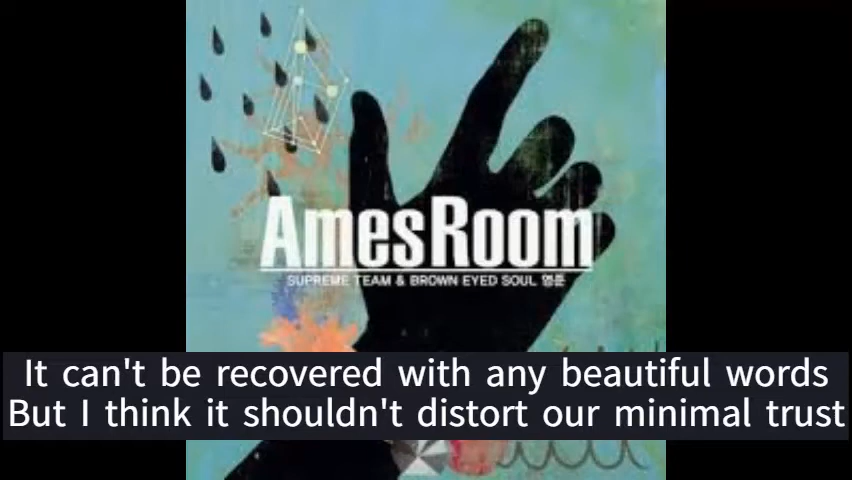 AmesRoom
SUPREME TEAM & BROWN EYED SOUL 영준
It can't be recovered with any beautiful words
But I think it shouldn't distort our minimal trust